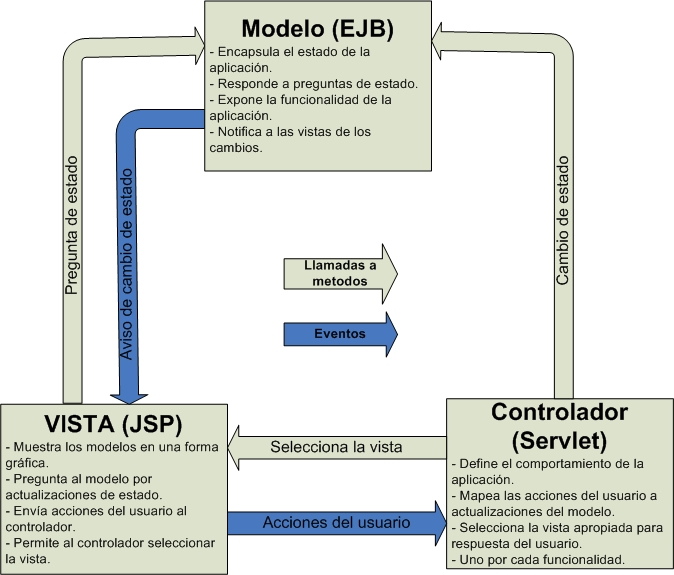 Modelo (EJB)
- Encapsula el estado de la
aplicación.
- Responde a preguntas de estado.
- Expone la funcionalidad de la
aplicación.
- Notifica a las vistas de los
cambios.
Pregunta de estado
Aviso de cambio de estado
Cambio de estado
Llamadas a
metodos
Eventos
VISTA (JSP)
- Muestra los modelos en una forma
gráfica.
- Pregunta al modelo por
actualizaciones de estado.
- Envía acciones del usuario al
controlador.
- Permite al controlador seleccionar
la vista.
Selecciona la vista
Acciones del usuario
Controlador
(Servlet)
- Define el comportamiento de la
aplicación.
- Mapea las acciones del usuario a
actualizaciones del modelo.
- Selecciona la vista apropiada para
respuesta del usuario.
- Uno por cada funcionalidad.